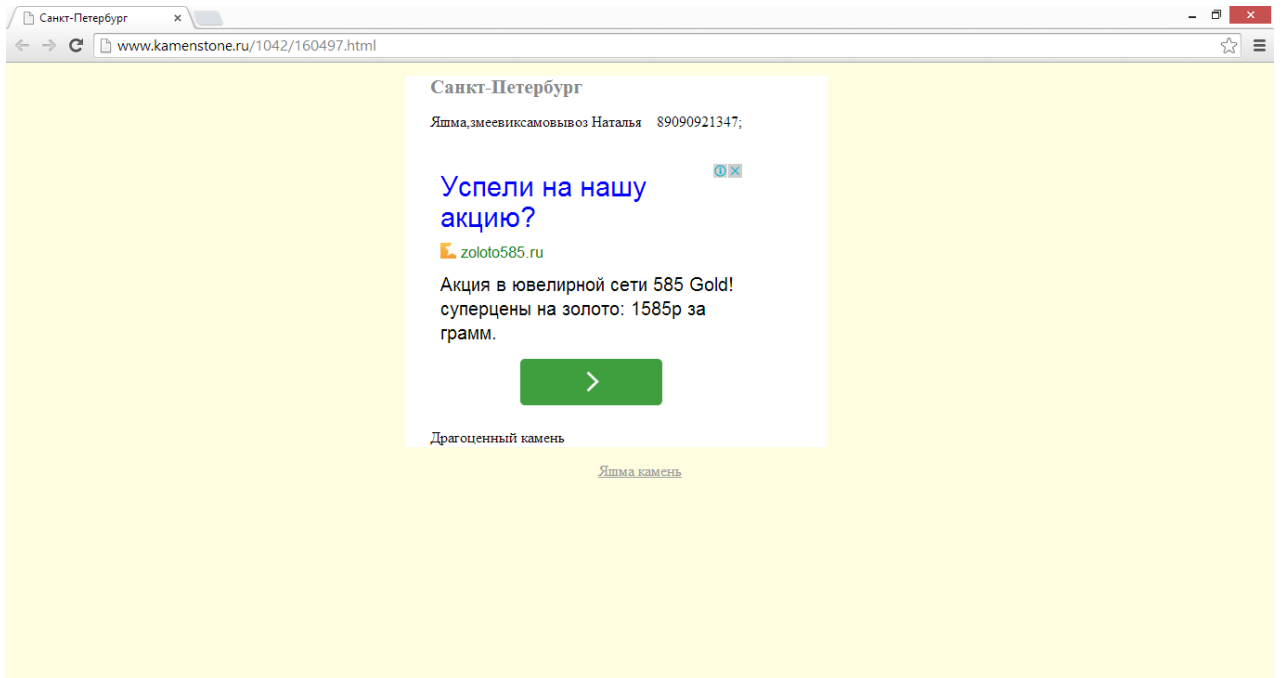 Санкт-Петербург
www.kamenstone.ru/1042/160497.html
Санкт-Петербург
Яшма,змеевиксамовывоз Наталья 89090921347;
Успели на нашу
акцию?
zoloto585.ru
Акция в ювелирной сети 585 Gold!
суперцены на золото: 1585р за
грамм.
Драгоценный камень
Яшма камень